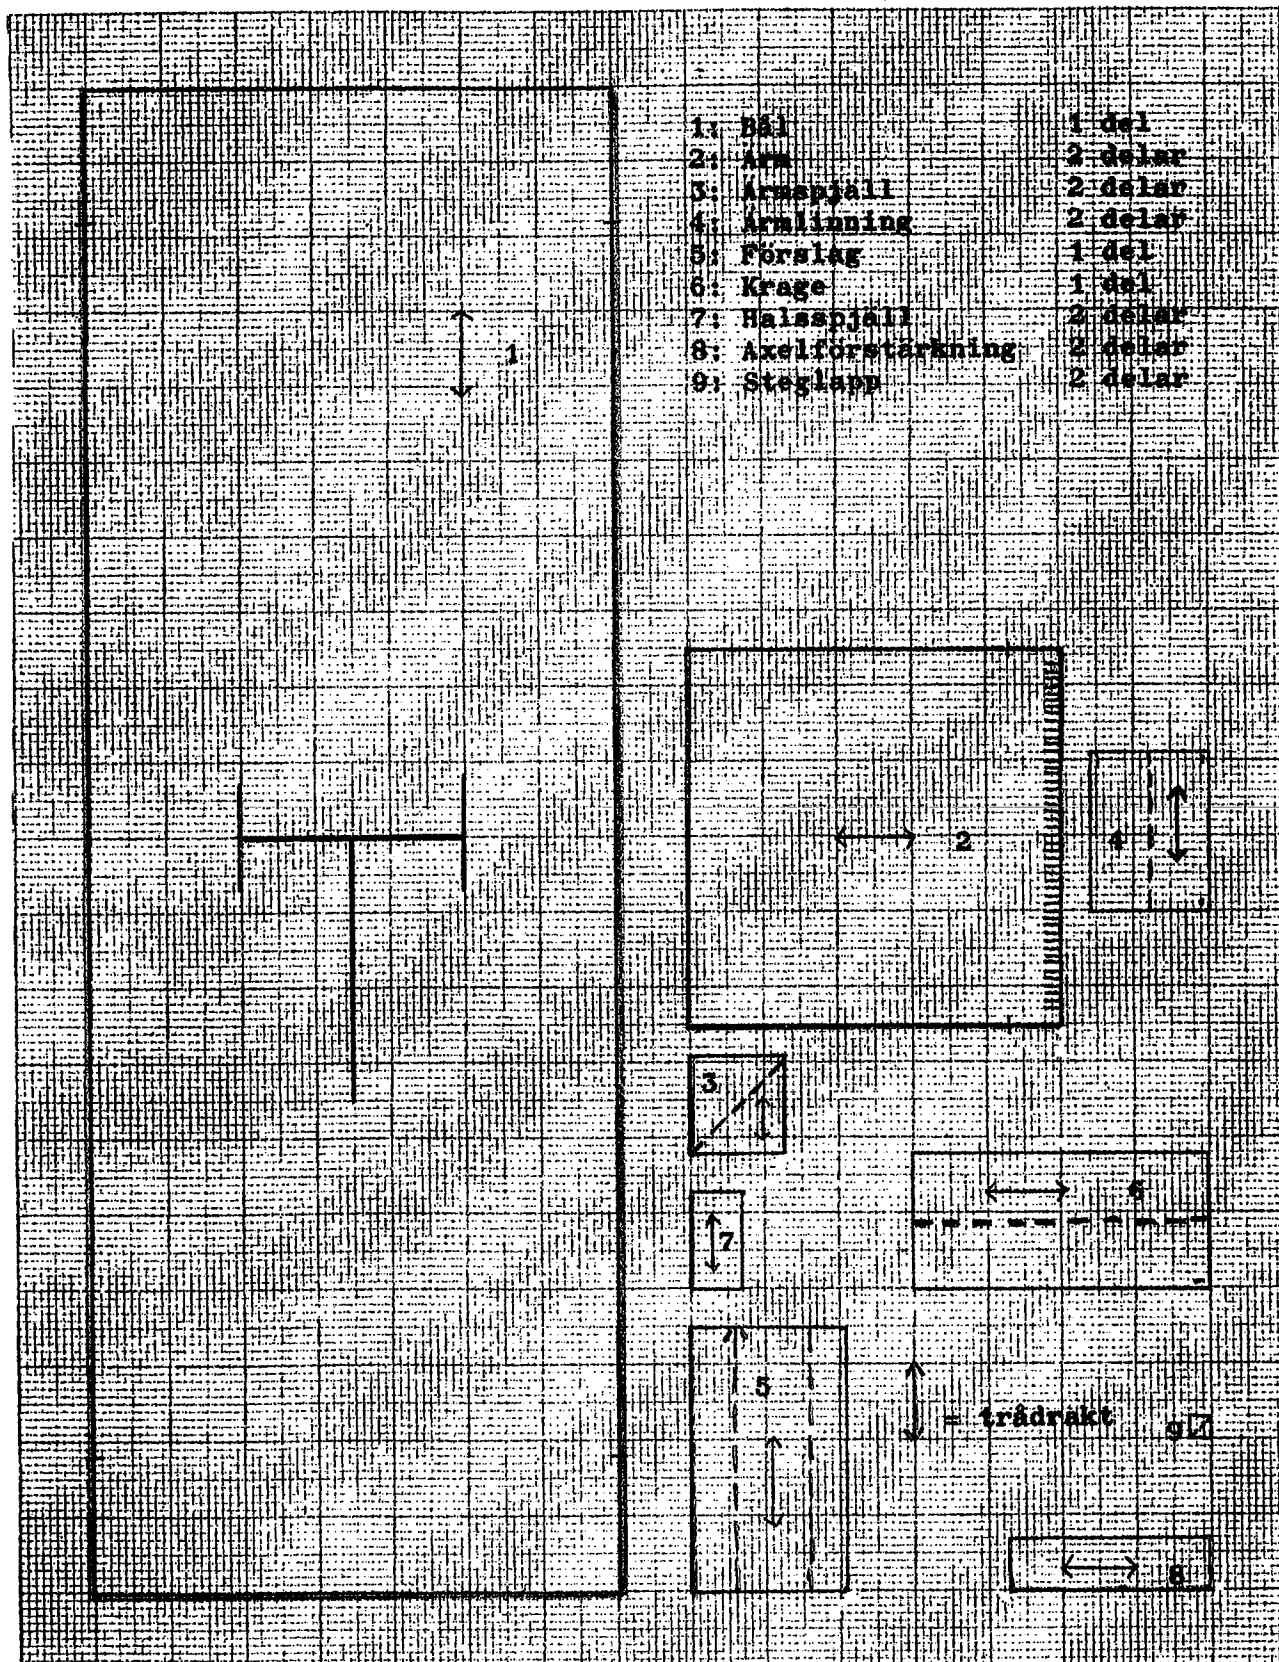 1: Bål 1 del
2: Ärm 2 delar
3: Ärmspjäll 2 delar
4: Ärmlinning 2 delar
5: Förslag 1 del
6: Krage 1 del
7: Halsspjäll 2 delar
8: Axelförstärkning 2 delar
9: Steglapp 2 delar
1
2
4
3
6
7
5
= trådrakt
9
8